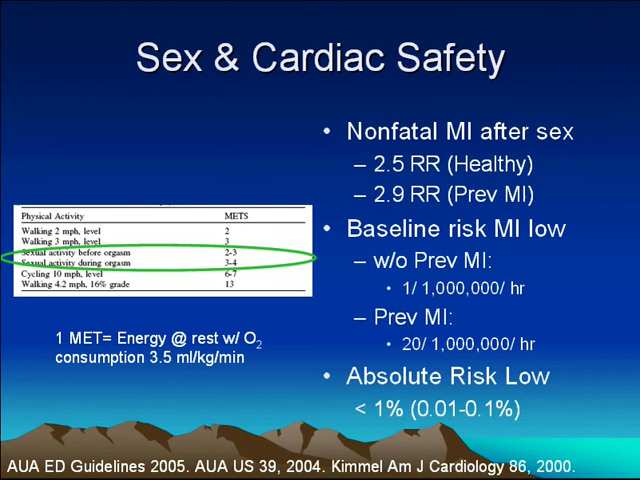 Sex & Cardiac Safety
Physical Activity METS
Walking 2 mph, level 2
Walking 3 mph, level 3
Sexual activity before orgasm 2-3
Sexual activity during orgasm 3-4
Cycling 10 mph, level 6-7
Walking 4.2 mph, 16% grade 13
1 MET= Energy @ rest w/ O₂
consumption 3.5 ml/kg/min
• Nonfatal MI after sex
– 2.5 RR (Healthy)
– 2.9 RR (Prev MI)
• Baseline risk MI low
– w/o Prev MI:
• 1/ 1,000,000/ hr
– Prev MI:
• 20/ 1,000,000/ hr
• Absolute Risk Low
< 1% (0.01-0.1%)
AUA ED Guidelines 2005. AUA US 39, 2004. Kimmel Am J Cardiology 86, 2000.